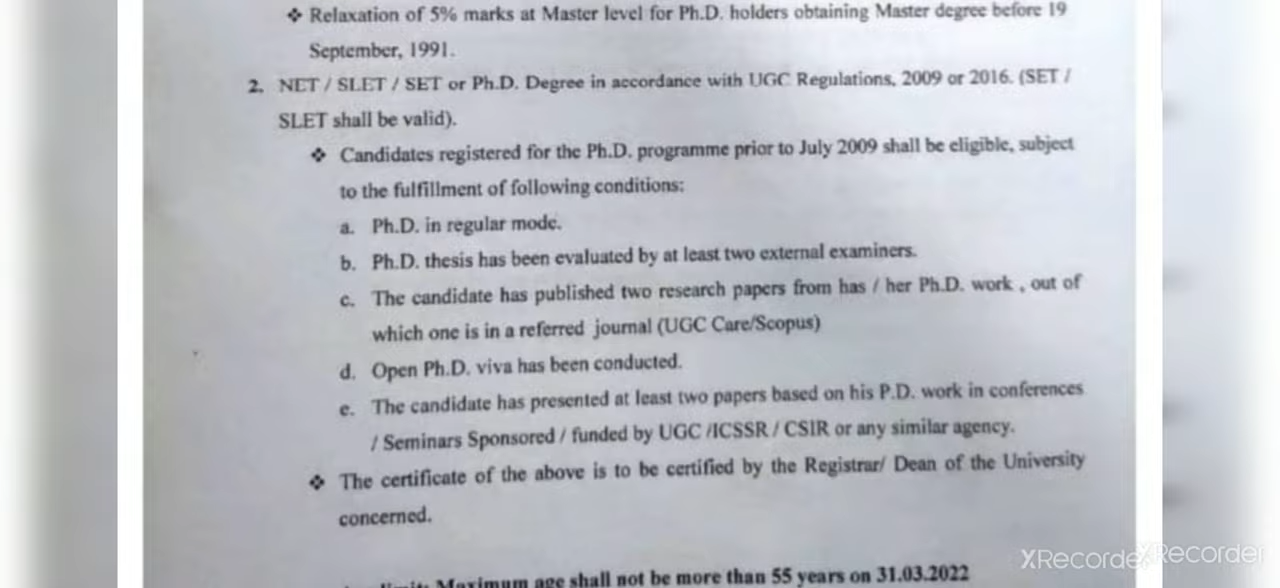 ❖ Relaxation of 5% marks at Master level for Ph.D. holders obtaining Master degree before 19
September, 1991.
2. NET / SLET / SET or Ph.D. Degree in accordance with UGC Regulations, 2009 or 2016. (SET /
SLET shall be valid).
❖ Candidates registered for the Ph.D. programme prior to July 2009 shall be eligible, subject
to the fulfillment of following conditions:
a. Ph.D. in regular mode.
b. Ph.D. thesis has been evaluated by at least two external examiners.
c. The candidate has published two research papers from has / her Ph.D. work , out of
which one is in a referred journal (UGC Care/Scopus)
d. Open Ph.D. viva has been conducted.
e. The candidate has presented at least two papers based on his P.D. work in conferences
/ Seminars Sponsored / funded by UGC /ICSSR / CSIR or any similar agency.
❖ The certificate of the above is to be certified by the Registrar/ Dean of the University
concerned.
Maximum age shall not be more than 55 years on 31.03.2022
XRecorder
XRecorder